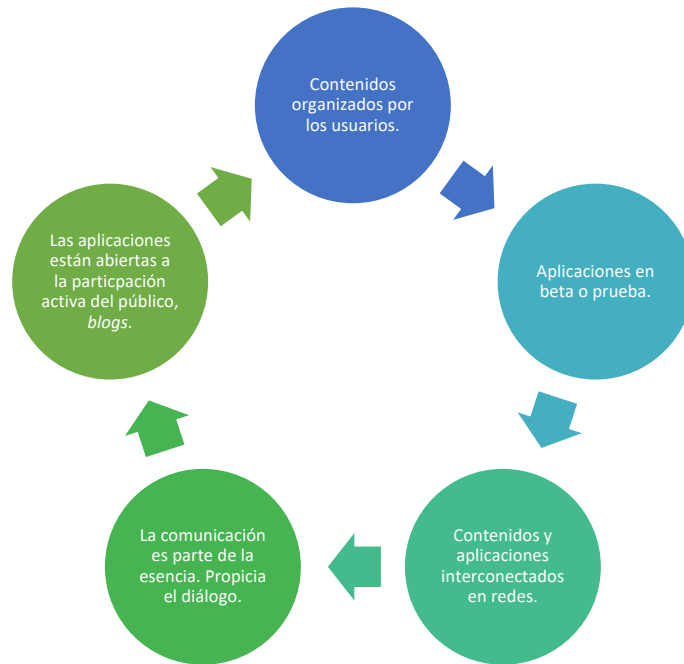 Contenidos
organizados por
los usuarios.
Aplicaciones en
beta o prueba.
Contenidos y
aplicaciones
interconectados
en redes.
La comunicación
es parte de la
esencia. Propicia
el diálogo.
Las aplicaciones
están abiertas a
la particpación
activa del público,
blogs.